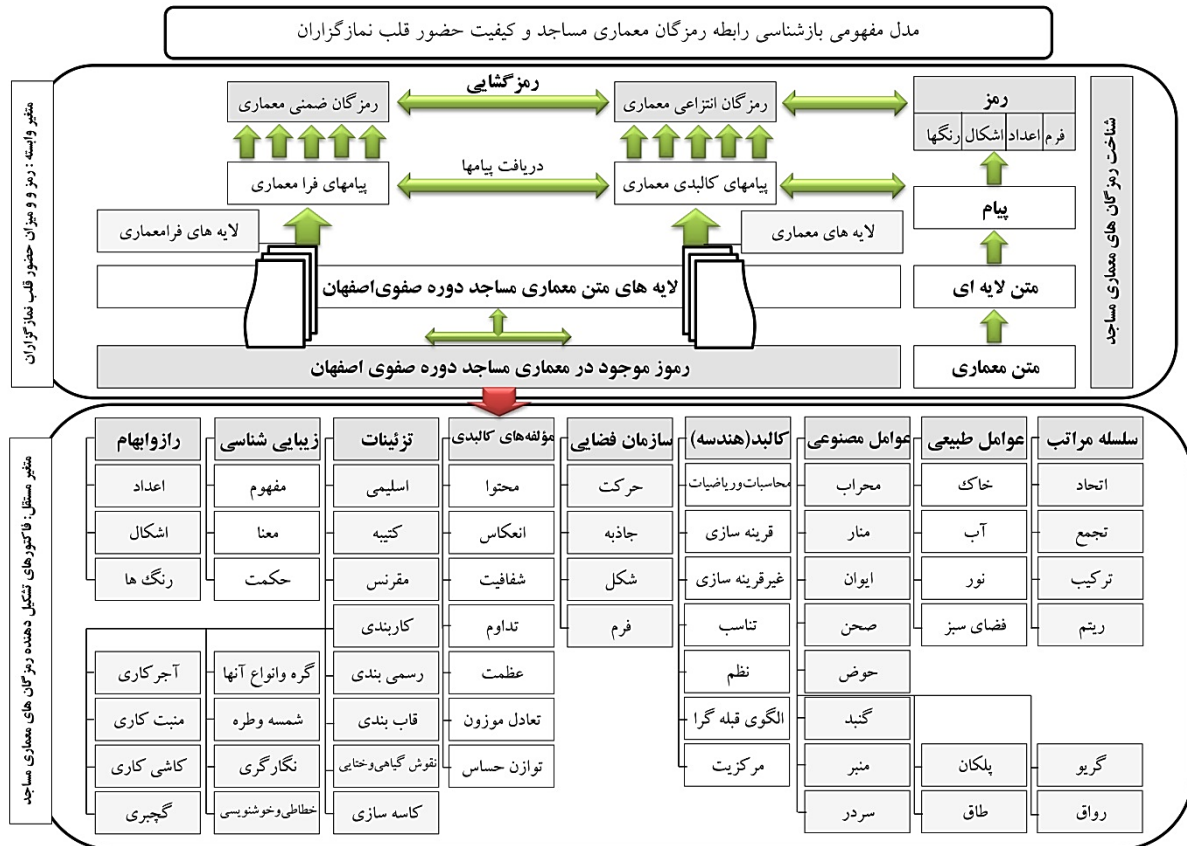 مدل مفهومی بازشناسی رابطه رمزگان معماری مساجد و کیفیت حضور قلب نمازگزاران
شناخت رمزگان های معماری مساجد
رمز
فرم
اعداد
اشکال
رنگها
پیام
متن لایه ای
متن معماری
رمزگان انتزاعی معماری
رمزگشایی
رمزگان ضمنی معماری
پیامهای کالبدی معماری
دریافت پیامها
پیامهای فرا معماری
لایه های معماری
لایه های فرامعماری
لایه های متن معماری مساجد دوره صفوی اصفهان
رموز موجود در معماری مساجد دوره صفوی اصفهان
متغیر وابسته : رمز و و میزان حضور قلب نمازگزاران
سلسله مراتب
اتحاد
تجمع
ترکیب
ریتم
گریو
رواق
عوامل طبیعی
خاک
آب
نور
فضای سبز
پلکان
طاق
عوامل مصنوعی
محراب
منار
ایوان
صحن
حوض
گنبد
منبر
سردر
کالبد(هندسه)
محاسبات وریاضیات
قرینه سازی
غیرقرینه سازی
تناسب
نظم
الگوی قبله گرا
مرکزیت
سازمان فضایی
حرکت
جاذبه
شکل
فرم
مؤلفه‌های کالبدی
محتوا
انعکاس
شفافیت
تداوم
عظمت
تعادل موزون
توازن حساس
تزئینات
اسلیمی
کتیبه
مقرنس
کاربندی
رسمی بندی
قاب بندی
نقوش گیاهی وختایی
کاسه سازی
زیبایی شناسی
مفهوم
معنا
حکمت
گره وانواع آنها
شمسه وطره
نگارگری
خطاطی وخوشنویسی
رازوابهام
اعداد
اشکال
رنگ ها
آجرکاری
منبت کاری
کاشی کاری
گچبری
متغیر مستقل: فاکتورهای تشکیل دهنده رمزگان های معماری مساجد